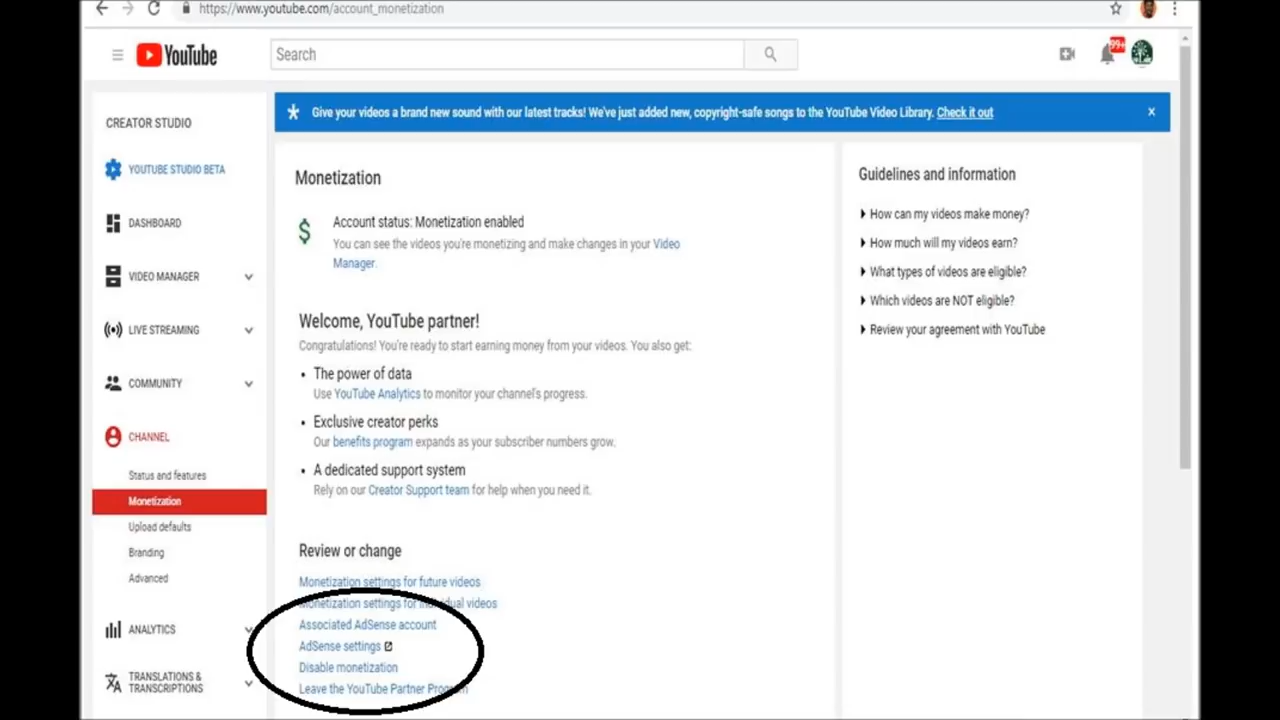 https://www.youtube.com/account_monetization
YouTube
Search
99+
CREATOR STUDIO
YOUTUBE STUDIO BETA
DASHBOARD
VIDEO MANAGER
LIVE STREAMING
COMMUNITY
CHANNEL
Status and features
Monetization
Upload defaults
Branding
Advanced
ANALYTICS
TRANSLATIONS &
TRANSCRIPTIONS
Give your videos a brand new sound with our latest tracks! We've just added new, copyright-safe songs to the YouTube Video Library. Check it out
x
Monetization
$
Account status: Monetization enabled
You can see the videos you're monetizing and make changes in your Video
Manager.
Welcome, YouTube partner!
Congratulations! You're ready to start earning money from your videos. You also get:
• The power of data
Use YouTube Analytics to monitor your channel's progress.
• Exclusive creator perks
Our benefits program expands as your subscriber numbers grow.
• A dedicated support system
Rely on our Creator Support team for help when you need it.
Review or change
Monetization settings for future videos
Monetization settings for individual videos
Associated AdSense account
AdSense settings
Disable monetization
Leave the YouTube Partner Program
Guidelines and information
How can my videos make money?
How much will my videos earn?
What types of videos are eligible?
Which videos are NOT eligible?
Review your agreement with YouTube